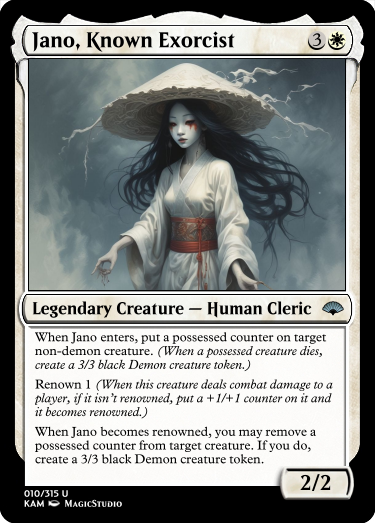 Jano, Known Exorcist 3
Legendary Creature — Human Cleric
When Jano enters, put a possessed counter on target
non-demon creature. (When a possessed creature dies,
create a 3/3 black Demon creature token.)
Renown 1 (When this creature deals combat damage to a
player, if it isn't renowned, put a +1/+1 counter on it and
it becomes renowned.)
When Jano becomes renowned, you may remove a
possessed counter from target creature. If you do,
create a 3/3 black Demon creature token.
2/2
010/315 U
KAM MagicStudio